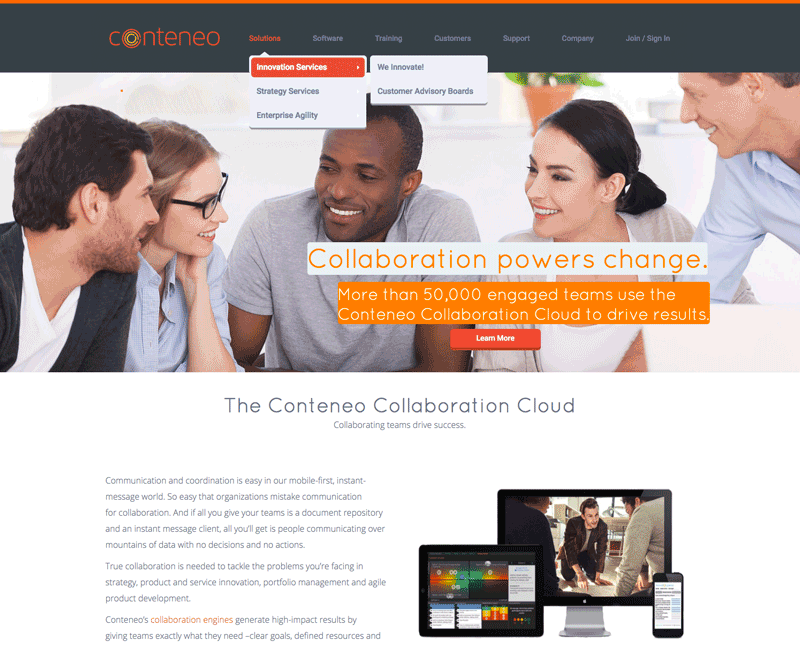 conteneo
Solutions Software Training Customers Support Company Join / Sign In
Innovation Services
We Innovate!
Strategy Services
Customer Advisory Boards
Enterprise Agility
Collaboration powers change.
More than 50,000 engaged teams use the
Conteneo Collaboration Cloud to drive results.
Learn More
The Conteneo Collaboration Cloud
Collaborating teams drive success.
Communication and coordination is easy in our mobile-first, instant-
message world. So easy that organizations mistake communication
for collaboration. And if all you give your teams is a document repository
and an instant message client, all you'll get is people communicating over
mountains of data with no decisions and no actions.
True collaboration is needed to tackle the problems you're facing in
strategy, product and service innovation, portfolio management and agile
product development.
Conteneo's collaboration engines generate high-impact results by
giving teams exactly what they need –clear goals, defined resources and